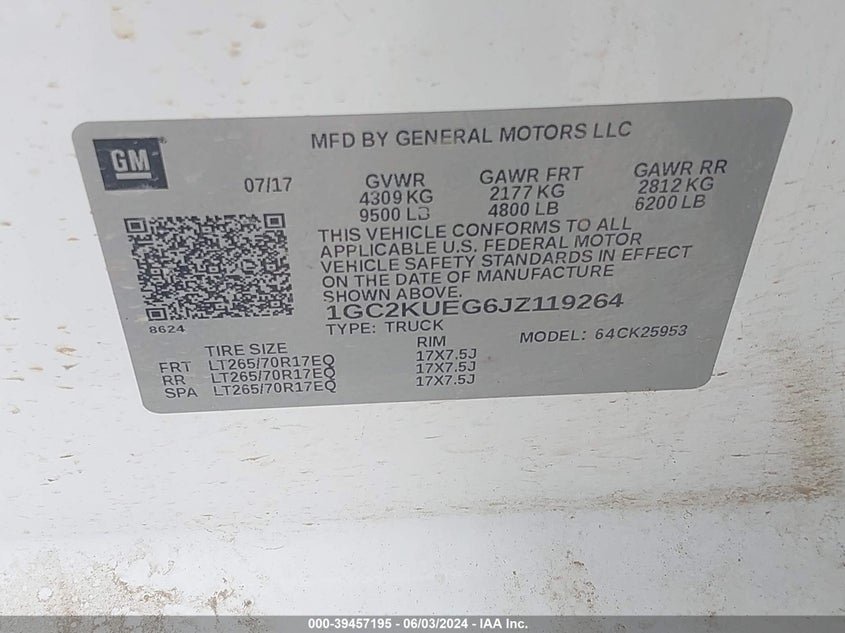 MFD BY GENERAL MOTORS LLC
GM
07/17
GVWR GAWR FRT GAWR RR
4309 KG 2177 KG 2812 KG
9500 LB 4800 LB 6200 LB
THIS VEHICLE CONFORMS TO ALL
APPLICABLE U.S. FEDERAL MOTOR
VEHICLE SAFETY STANDARDS IN EFFECT
ON THE DATE OF MANUFACTURE
SHOWN ABOVE.
1GC2KUEG6JZ119264
8624
TYPE: TRUCK MODEL: 64CK25953
TIRE SIZE RIM
FRT LT265/70R17EQ 17X7.5J
RR LT265/70R17EQ 17X7.5J
SPA LT265/70R17EQ 17X7.5J
000-39457195 - 06/03/2024 - IAA Inc.